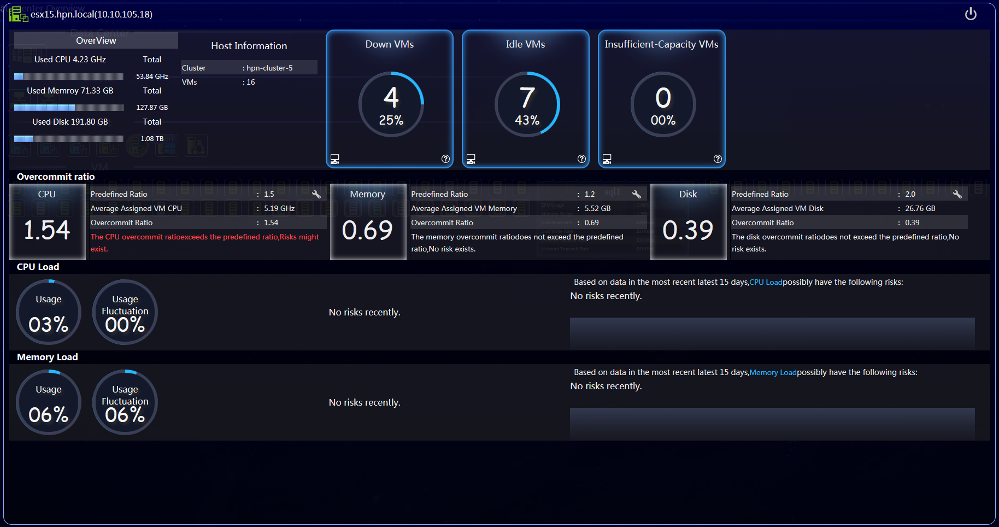 esx15.hpn.local(10.10.105.18)
Data Center
OverView
Used CPU 4.23 GHz Total
53.84 GHz
Used Memroy 71.33 GB Total
127.87 GB
Used Disk 191.80 GB Total
1.08 TB
VM
Host Information
Cluster : hpn-cluster-5
VMs : 16
Down VMs
4
25%
?
Idle VMs
7
43%
?
Insufficient-Capacity VMs
0
00%
?
Overcommit ratio
CPU
1.54
Predefined Ratio : 1.5
Average Assigned VM CPU : 5.19 GHz
Overcommit Ratio : 1.54
The CPU overcommit ratioexceeds the predefined ratio,Risks might
exist.
Memory
0.69
Predefined Ratio : 1.2
Average Assigned VM Memory : 5.52 GB
Overcommit Ratio : 0.69
The memory overcommit ratiodoes not exceed the predefined
ratio,No risk exists.
Network Transmit Rate
Disk
0.39
Predefined Ratio : 2.0
Average Assigned VM Disk : 26.76 GB
Overcommit Ratio : 0.39
The disk overcommit ratiodoes not exceed the predefined ratio,No
risk exists.
CPU Load
Usage
03%
Usage
Fluctuation
00%
No risks recently.
Based on data in the most recent latest 15 days,CPU Loadpossibly have the following risks:
No risks recently.
Memory Load
Usage
06%
Usage
Fluctuation
06%
No risks recently.
Based on data in the most recent latest 15 days,Memory Loadpossibly have the following risks:
No risks recently.